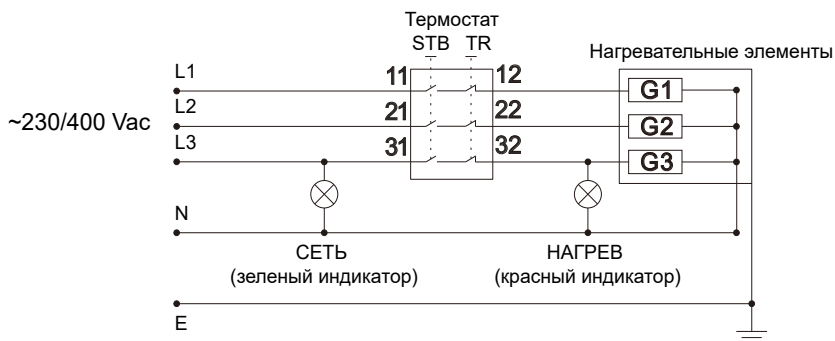 Термостат
STB TR
Нагревательные элементы
L1
11
12
G1
~230/400 Vac
L2
21
22
G2
L3
31
32
G3
N
СЕТЬ
(зеленый индикатор)
НАГРЕВ
(красный индикатор)
E